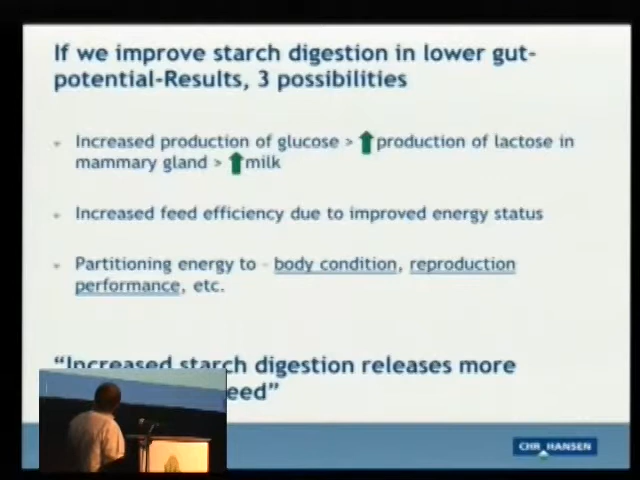 If we improve starch digestion in lower gut-
potential-Results, 3 possibilities
Increased production of glucose > production of lactose in
mammary gland > milk
Increased feed efficiency due to improved energy status
Partitioning energy to - body condition, reproduction
performance, etc.
“Increased starch digestion releases more
eed”
CHR HANSEN